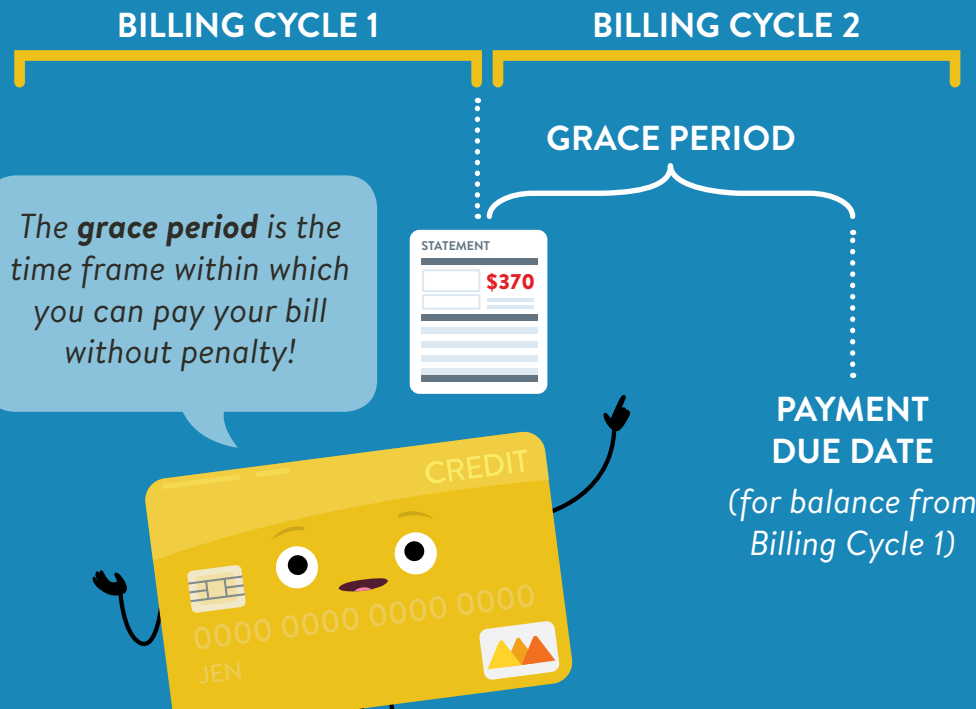 BILLING CYCLE 1
BILLING CYCLE 2
GRACE PERIOD
The grace period is the
time frame within which
you can pay your bill
without penalty!
STATEMENT
$370
PAYMENT
DUE DATE
(for balance from
Billing Cycle 1)
CREDIT
0000 0000 0000 0000
JEN